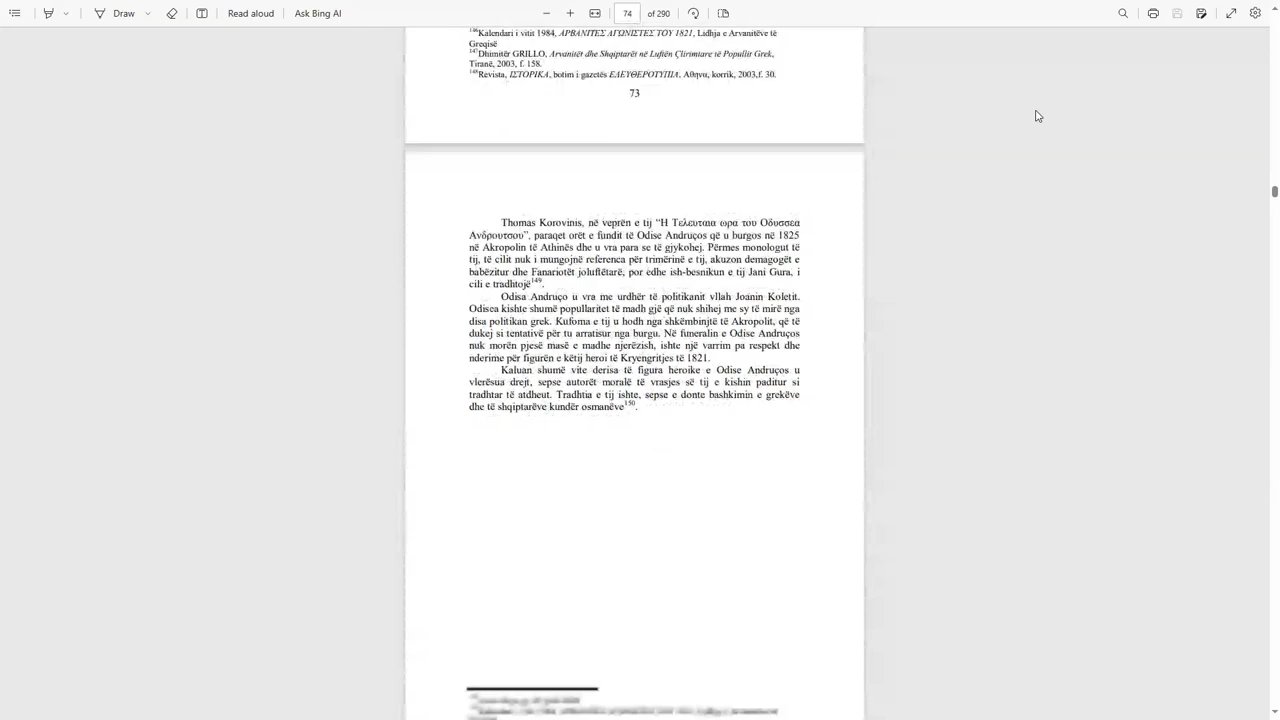 Draw
Read aloud
Ask Bing AI
74 of 290
146Kalendari i vitit 1984, ΑΡΒΑΝΙΤΕΣ ΑΓΩΝΙΣΤΕΣ ΤΟΥ 1821, Lidhja e Arvanitëve të
Greqisë
147Dhimitër GRILLO, Arvanitët dhe Shqiptarët në Luftën Çlirimtare të Popullit Grek,
Tiranë, 2003, f. 158.
148Revista, ΙΣΤΟΡΙΚΑ, botim i gazetës ΕΛΕΥΘΕΡΟΤΥΠΙΑ, Αθηνα, korrik, 2003,f. 30.
73
Thomas Korovinis, në veprën e tij “Η Τελευταια ωρα του Οδυσσεα
Ανδρουτσου”, paraqet orët e fundit të Odise Andruços që u burgos në 1825
në Akropolin të Athinës dhe u vra para se të gjykohej. Përmes monologut të
tij, të cilit nuk i mungojnë referenca për trimërinë e tij, akuzon demagogët e
babëzitur dhe Fanariotët joluftëtarë, por edhe ish-besnikun e tij Jani Gura, i
cili e tradhtojë149.
Odisa Andruço u vra me urdhër të politikanit vllah Joanin Koletit.
Odisea kishte shumë popullaritet të madh gjë që nuk shihej me sy të mirë nga
disa politikan grek. Kufoma e tij u hodh nga shkëmbinjtë të Akropolit, që të
dukej si tentativë për tu arratisur nga burgu. Në funeralin e Odise Andruços
nuk morën pjesë masë e madhe njerëzish, ishte një varrim pa respekt dhe
nderime për figurën e këtij heroi të Kryengritjes të 1821.
Kaluan shumë vite derisa të figura heroike e Odise Andruços u
vlerësua drejt, sepse autorët moralë të vrasjes së tij e kishin paditur si
tradhtar të atdheut. Tradhtia e tij ishte, sepse e donte bashkimin e grekëve
dhe të shqiptarëve kundër osmanëve150.